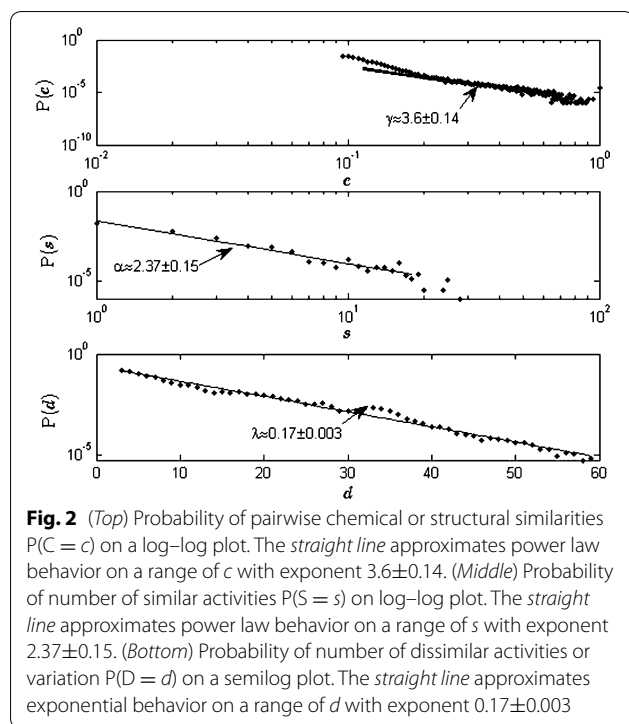 10^0
P(c)
10^-5
γ≈3.6±0.14
10^-10
10^-2 10^-1 10^0
c
10^0
P(s)
α≈2.37±0.15
10^-5
10^0 10^1 10^2
s
10^0
P(d)
λ≈0.17±0.003
10^-5
0 10 20 30 40 50 60
d
Fig. 2 (Top) Probability of pairwise chemical or structural similarities
P(C = c) on a log–log plot. The straight line approximates power law
behavior on a range of c with exponent 3.6±0.14. (Middle) Probability
of number of similar activities P(S = s) on log–log plot. The straight
line approximates power law behavior on a range of s with exponent
2.37±0.15. (Bottom) Probability of number of dissimilar activities or
variation P(D = d) on a semilog plot. The straight line approximates
exponential behavior on a range of d with exponent 0.17±0.003